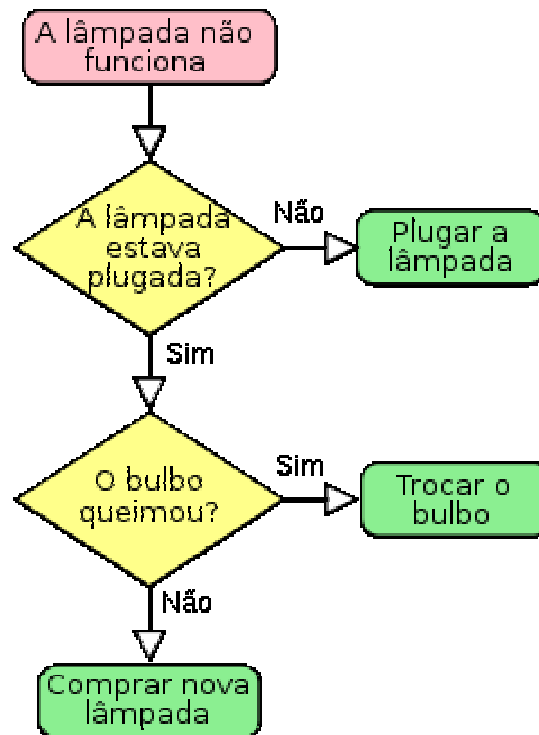 A lâmpada não
funciona
A lâmpada
estava
plugada?
Não
Plugar a
lâmpada
Sim
O bulbo
queimou?
Sim
Trocar o
bulbo
Não
Comprar nova
lâmpada